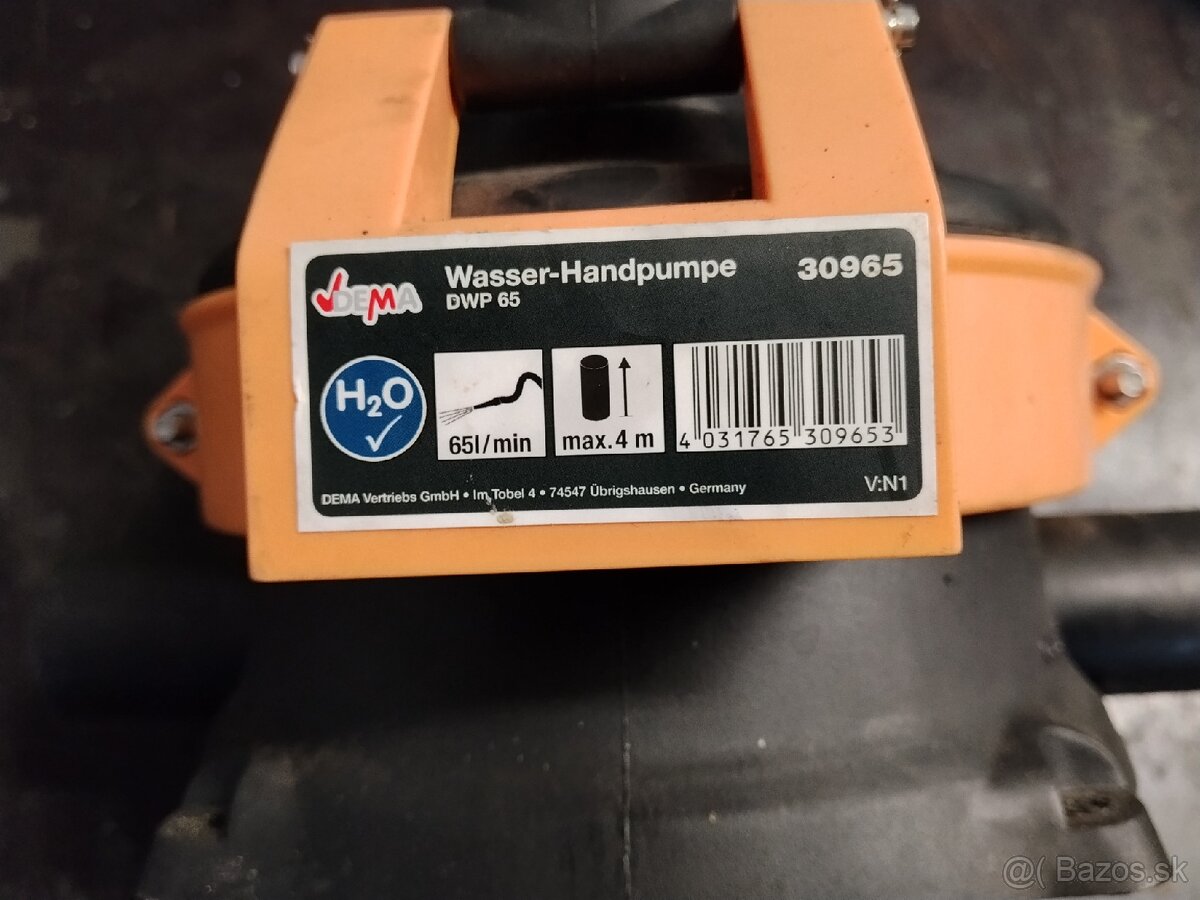 DEMA
Wasser-Handpumpe 30965
DWP 65
H₂O
65l/min
max. 4 m
4 031765 309653
DEMA Vertriebs GmbH • Im Tobel 4 • 74547 Übrigshausen • Germany
V:N1
@( Bazos.sk